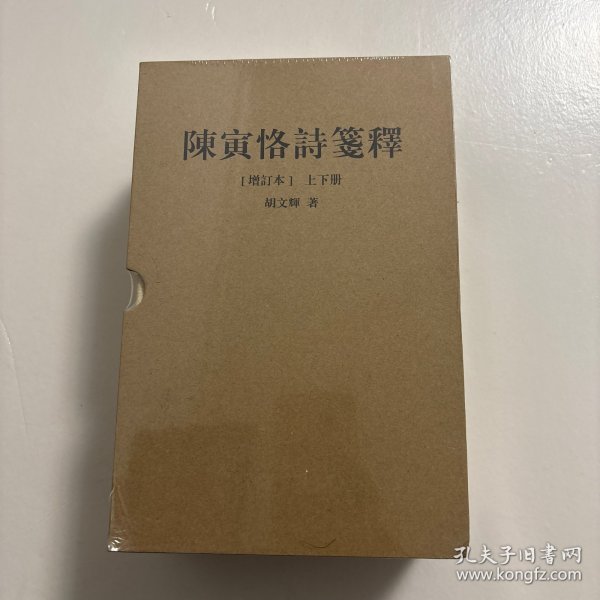 陳寅恪詩箋釋
[增訂本] 上下册
胡文輝 著
孔夫子旧書网
www.kongfz.com